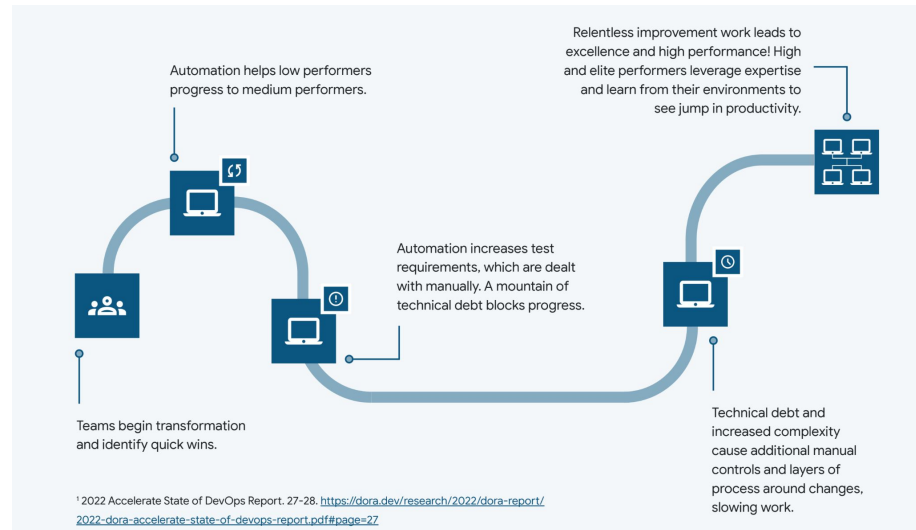 Relentless improvement work leads to
excellence and high performance! High
and elite performers leverage expertise
and learn from their environments to
see jump in productivity.
Automation helps low performers
progress to medium performers.
Automation increases test
requirements, which are dealt
with manually. A mountain of
technical debt blocks progress.
Teams begin transformation
and identify quick wins.
Technical debt and
increased complexity
cause additional manual
controls and layers of
process around changes,
slowing work.
¹ 2022 Accelerate State of DevOps Report. 27-28. https://dora.dev/research/2022/dora-report/
2022-dora-accelerate-state-of-devops-report.pdf#page=27